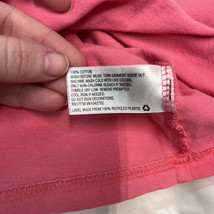 100% COTTON
WASH BEFORE WEAR, TURN GARMENT INSIDE OUT
MACHINE WASH COLD WITH LIKE COLORS
ONLY NON CHLORINE BLEACH IF NEEDED
TUMBLE DRY LOW, REMOVE PROMPTLY
COOL IRON IF NEEDED
DO NOT DRY CLEAN
LABEL MADE FROM 100% RECYCLED PLASTIC